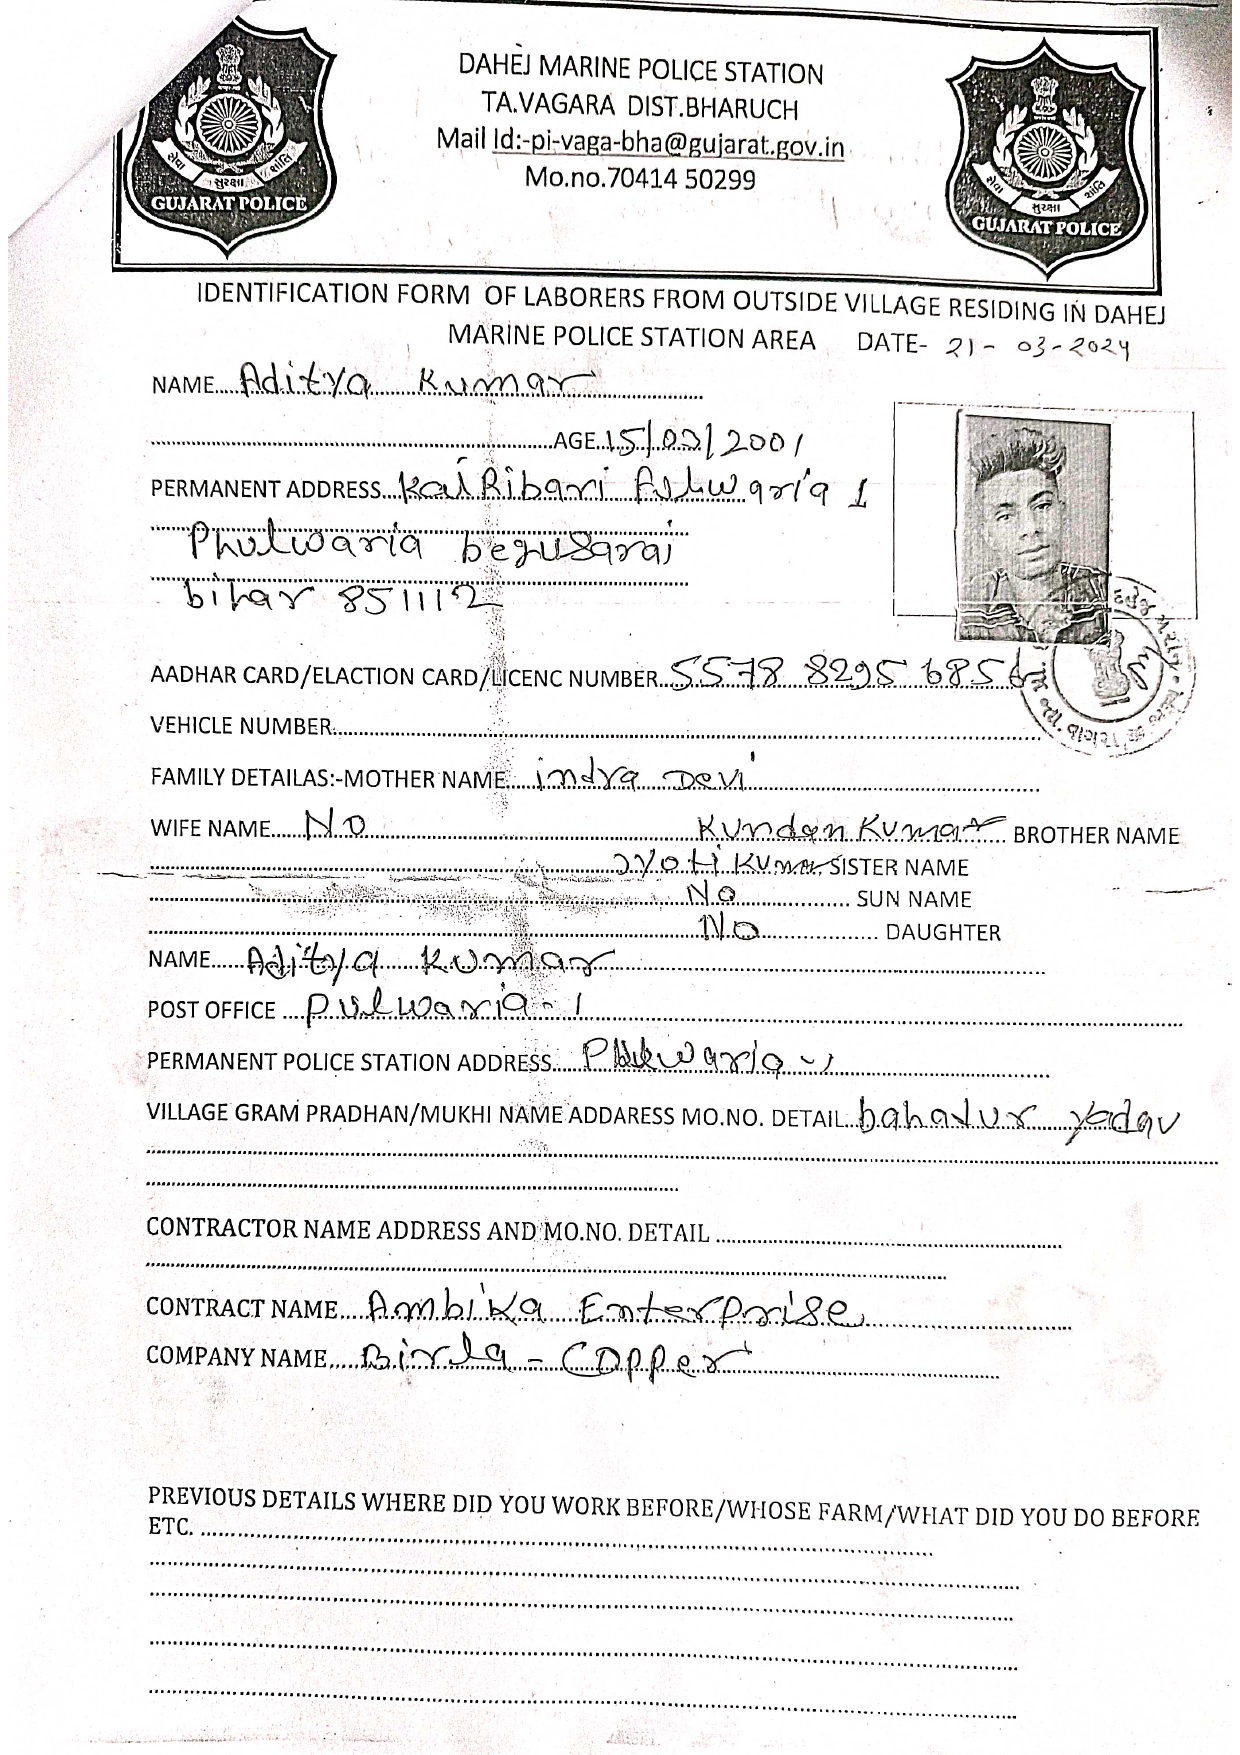 DAHEJ MARINE POLICE STATION
TA.VAGARA DIST.BHARUCH
Mail Id:-pi-vaga-bha@gujarat.gov.in
Mo.no.70414 50299
સેવા સુરક્ષા શાંતિ
GUJARAT POLICE
સેવા સુરક્ષા શાંતિ
GUJARAT POLICE
IDENTIFICATION FORM OF LABORERS FROM OUTSIDE VILLAGE RESIDING IN DAHEJ
MARINE POLICE STATION AREA DATE- 21-03-2024
NAME....Aditya Kumar
AGE..15/03/2001
PERMANENT ADDRESS.. 1
Phulwaria begusarai
bihar 851112
AADHAR CARD/ELACTION CARD/LICENC NUMBER..5578 8295 6856
VEHICLE NUMBER
FAMILY DETAILAS:-MOTHER NAME....indra Devi
WIFE NAME.....NO Kundan Kumar BROTHER NAME
Jyoti Kumar SISTER NAME
No SUN NAME
No DAUGHTER
NAME....Aditya Kumar
POST OFFICE ....pulwaria-1
PERMANENT POLICE STATION ADDRESS
VILLAGE GRAM PRADHAN/MUKHI NAME ADDARESS MO.NO. DETAIL..bahadur yadav
CONTRACTOR NAME ADDRESS AND MO.NO. DETAIL
CONTRACT NAME....Ambika Enterprise
COMPANY NAME.....Birla-Copper
PREVIOUS DETAILS WHERE DID YOU WORK BEFORE/WHOSE FARM/WHAT DID YOU DO BEFORE
ETC.